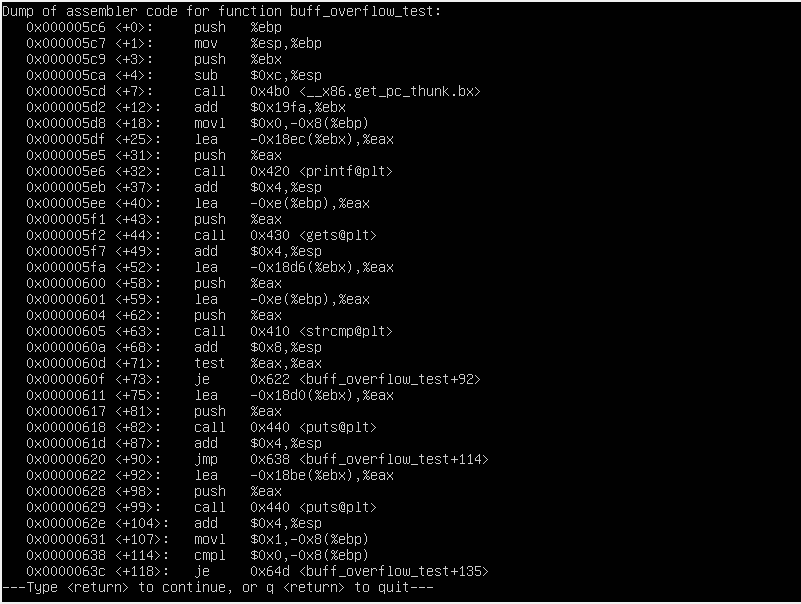 Dump of assembler code for function buff_overflow_test:
   0x000005c6 <+0>:     push   %ebp
   0x000005c7 <+1>:     mov    %esp,%ebp
   0x000005c9 <+3>:     push   %ebx
   0x000005ca <+4>:     sub    $0xc,%esp
   0x000005cd <+7>:     call   0x4b0 <__x86.get_pc_thunk.bx>
   0x000005d2 <+12>:    add    $0x19fa,%ebx
   0x000005d8 <+18>:    movl   $0x0,-0x8(%ebp)
   0x000005df <+25>:    lea    -0x18ec(%ebx),%eax
   0x000005e5 <+31>:    push   %eax
   0x000005e6 <+32>:    call   0x420 <printf@plt>
   0x000005eb <+37>:    add    $0x4,%esp
   0x000005ee <+40>:    lea    -0xe(%ebp),%eax
   0x000005f1 <+43>:    push   %eax
   0x000005f2 <+44>:    call   0x430 <gets@plt>
   0x000005f7 <+49>:    add    $0x4,%esp
   0x000005fa <+52>:    lea    -0x18d6(%ebx),%eax
   0x00000600 <+58>:    push   %eax
   0x00000601 <+59>:    lea    -0xe(%ebp),%eax
   0x00000604 <+62>:    push   %eax
   0x00000605 <+63>:    call   0x410 <strcmp@plt>
   0x0000060a <+68>:    add    $0x8,%esp
   0x0000060d <+71>:    test   %eax,%eax
   0x0000060f <+73>:    je     0x622 <buff_overflow_test+92>
   0x00000611 <+75>:    lea    -0x18d0(%ebx),%eax
   0x00000617 <+81>:    push   %eax
   0x00000618 <+82>:    call   0x440 <puts@plt>
   0x0000061d <+87>:    add    $0x4,%esp
   0x00000620 <+90>:    jmp    0x638 <buff_overflow_test+114>
   0x00000622 <+92>:    lea    -0x18be(%ebx),%eax
   0x00000628 <+98>:    push   %eax
   0x00000629 <+99>:    call   0x440 <puts@plt>
   0x0000062e <+104>:   add    $0x4,%esp
   0x00000631 <+107>:   movl   $0x1,-0x8(%ebp)
   0x00000638 <+114>:   cmpl   $0x0,-0x8(%ebp)
   0x0000063c <+118>:   je     0x64d <buff_overflow_test+135>
---Type <return> to continue, or q <return> to quit---